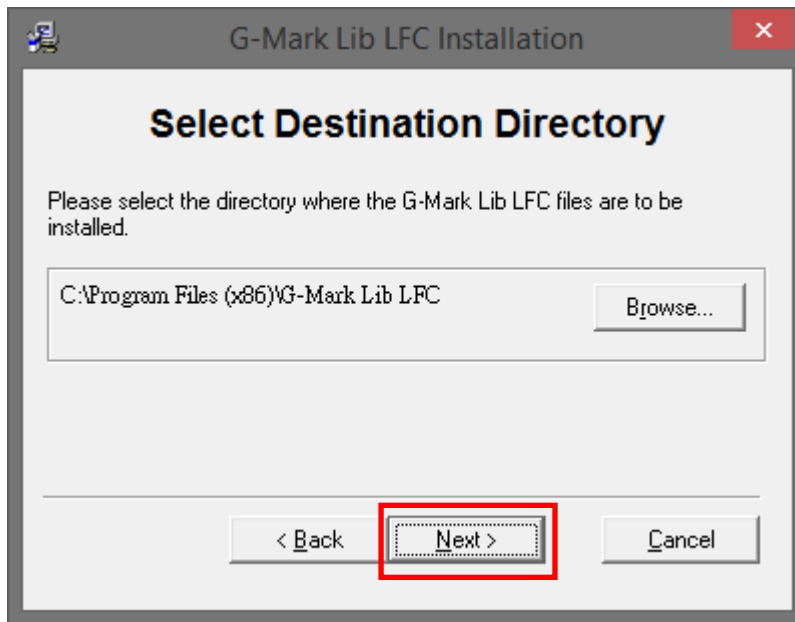 G-Mark Lib LFC Installation
Select Destination Directory
Please select the directory where the G-Mark Lib LFC files are to be
installed.
C:\Program Files (x86)\G-Mark Lib LFC
Browse...
< Back
Next >
Cancel